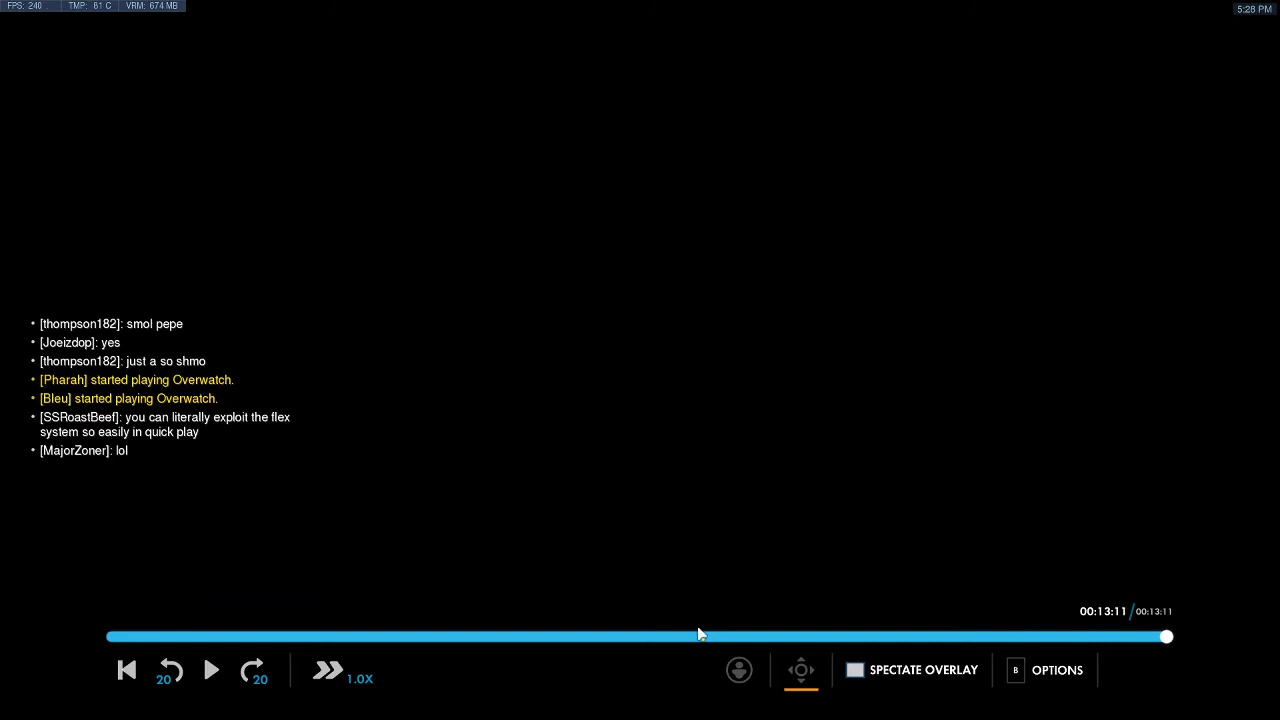 FPS: 240 TMP: 81 C VRM: 674 MB
5:28 PM
• [thompson182]: smol pepe
• [Joeizdop]: yes
• [thompson182]: just a so shmo
• [Pharah] started playing Overwatch.
• [Bleu] started playing Overwatch.
• [SSRoastBeef]: you can literally exploit the flex
system so easily in quick play
• [MajorZoner]: lol
00:13:11/00:13:11
20 20 1.0X SPECTATE OVERLAY B OPTIONS